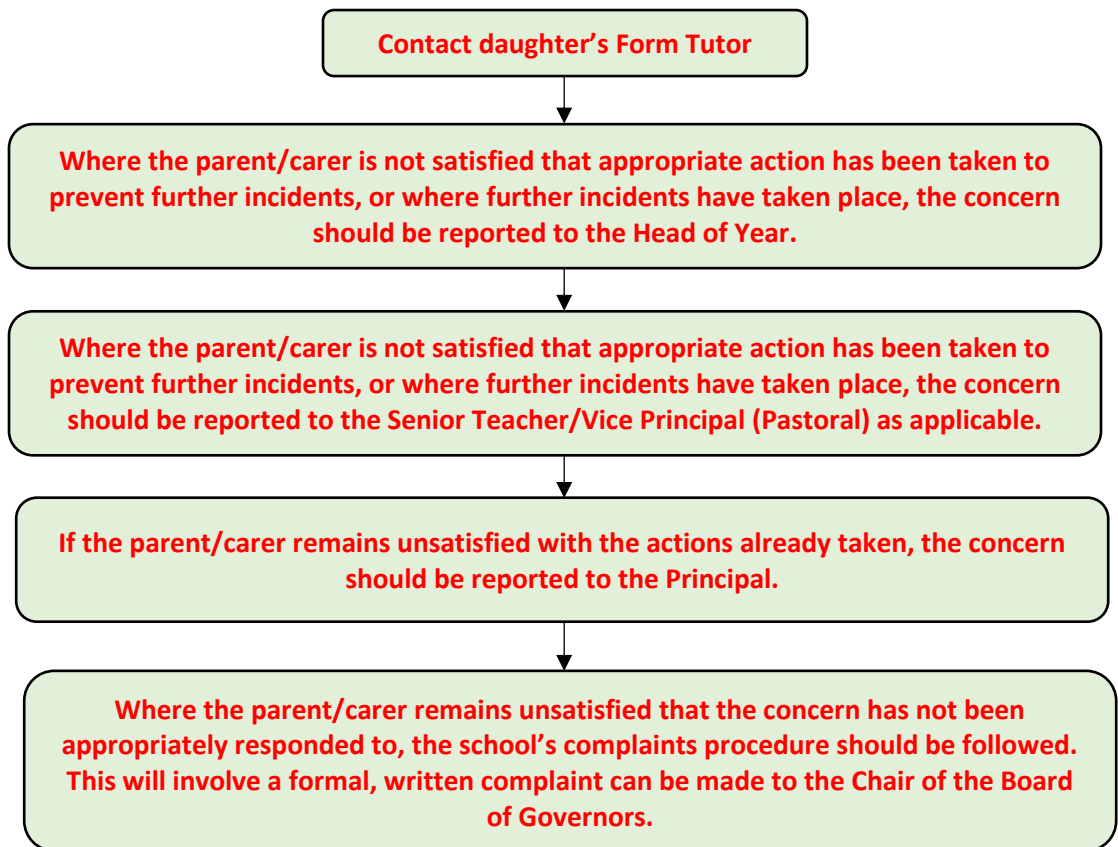 Contact daughter’s Form Tutor
Where the parent/carer is not satisfied that appropriate action has been taken to
prevent further incidents, or where further incidents have taken place, the concern
should be reported to the Head of Year.
Where the parent/carer is not satisfied that appropriate action has been taken to
prevent further incidents, or where further incidents have taken place, the concern
should be reported to the Senior Teacher/Vice Principal (Pastoral) as applicable.
If the parent/carer remains unsatisfied with the actions already taken, the concern
should be reported to the Principal.
Where the parent/carer remains unsatisfied that the concern has not been
appropriately responded to, the school’s complaints procedure should be followed.
This will involve a formal, written complaint can be made to the Chair of the Board
of Governors.